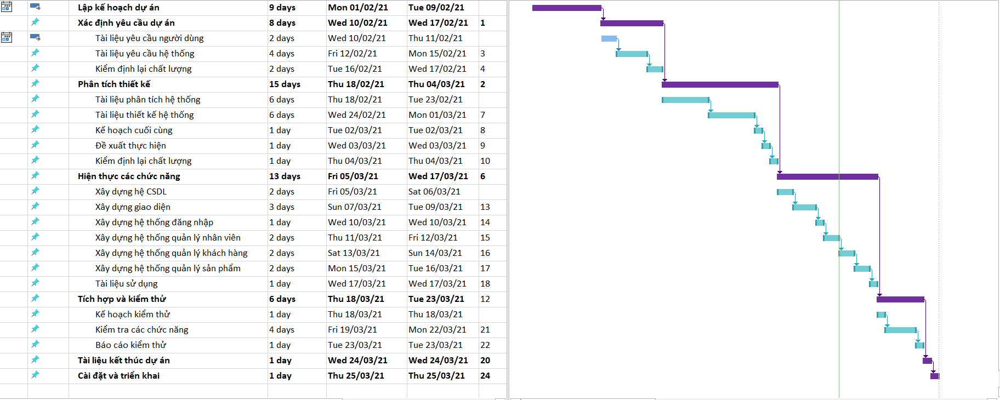 Lập kế hoạch dự án 9 days Mon 01/02/21 Tue 09/02/21
Xác định yêu cầu dự án 8 days Wed 10/02/21 Wed 17/02/21 1
Tài liệu yêu cầu người dùng 2 days Wed 10/02/21 Thu 11/02/21
Tài liệu yêu cầu hệ thống 4 days Fri 12/02/21 Mon 15/02/21 3
Kiểm định lại chất lượng 2 days Tue 16/02/21 Wed 17/02/21 4
Phân tích thiết kế 15 days Thu 18/02/21 Thu 04/03/21 2
Tài liệu phân tích hệ thống 6 days Thu 18/02/21 Tue 23/02/21
Tài liệu thiết kế hệ thống 6 days Wed 24/02/21 Mon 01/03/21 7
Kế hoạch cuối cùng 1 day Tue 02/03/21 Tue 02/03/21 8
Đề xuất thực hiện 1 day Wed 03/03/21 Wed 03/03/21 9
Kiểm định lại chất lượng 1 day Thu 04/03/21 Thu 04/03/21 10
Hiện thực các chức năng 13 days Fri 05/03/21 Wed 17/03/21 6
Xây dựng hệ CSDL 2 days Fri 05/03/21 Sat 06/03/21
Xây dựng giao diện 3 days Sun 07/03/21 Tue 09/03/21 13
Xây dựng hệ thống đăng nhập 1 day Wed 10/03/21 Wed 10/03/21 14
Xây dựng hệ thống quản lý nhân viên 2 days Thu 11/03/21 Fri 12/03/21 15
Xây dựng hệ thống quản lý khách hàng 2 days Sat 13/03/21 Sun 14/03/21 16
Xây dựng hệ thống quản lý sản phẩm 2 days Mon 15/03/21 Tue 16/03/21 17
Tài liệu sử dụng 1 day Wed 17/03/21 Wed 17/03/21 18
Tích hợp và kiểm thử 6 days Thu 18/03/21 Tue 23/03/21 12
Kế hoạch kiểm thử 1 day Thu 18/03/21 Thu 18/03/21
Kiểm tra các chức năng 4 days Fri 19/03/21 Mon 22/03/21 21
Báo cáo kiểm thử 1 day Tue 23/03/21 Tue 23/03/21 22
Tài liệu kết thúc dự án 1 day Wed 24/03/21 Wed 24/03/21 20
Cài đặt và triển khai 1 day Thu 25/03/21 Thu 25/03/21 24